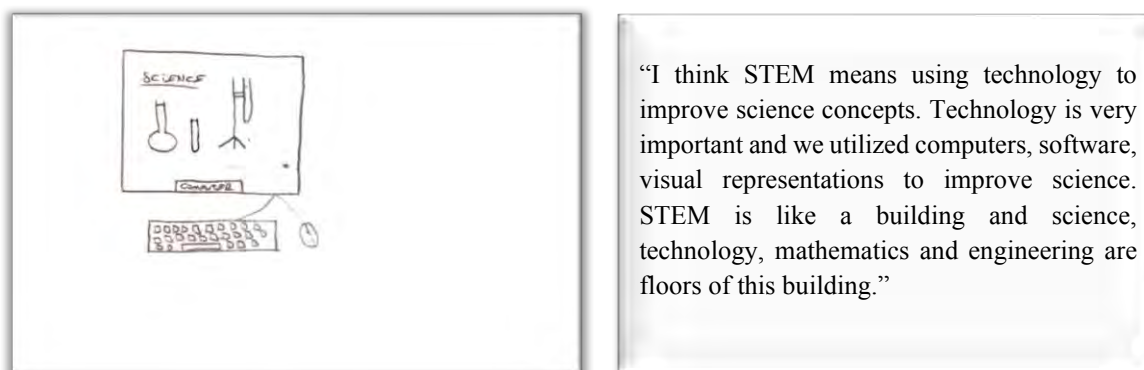 SCIENCE
COMPUTER
“I think STEM means using technology to
improve science concepts. Technology is very
important and we utilized computers, software,
visual representations to improve science.
STEM is like a building and science,
technology, mathematics and engineering are
floors of this building.”